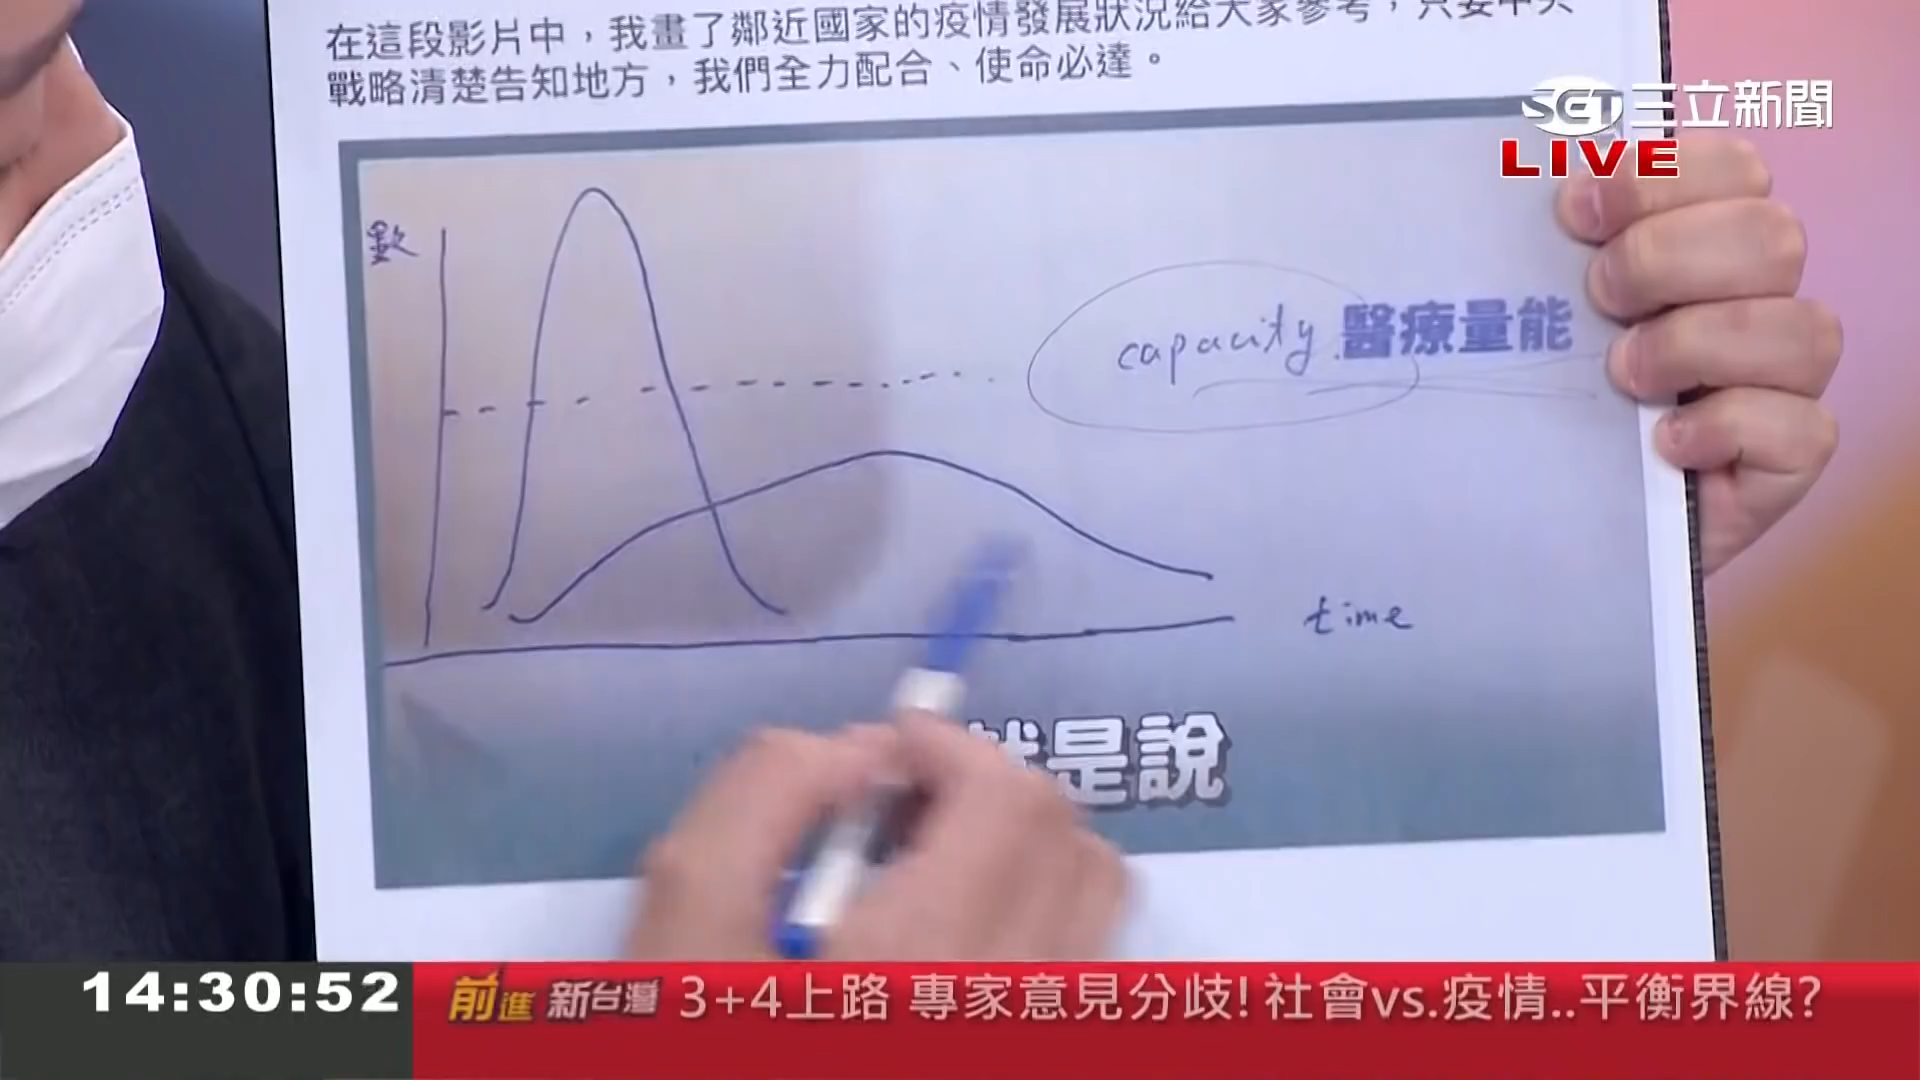 在這段影片中，我畫了鄰近國家的疫情發展狀況給大家參考，只要中央
戰略清楚告知地方，我們全力配合、使命必達。
SET三立新聞
LIVE
數
capacity 醫療量能
time
就是說
14:30:52
前進新台灣 3+4上路 專家意見分歧! 社會vs.疫情..平衡界線?